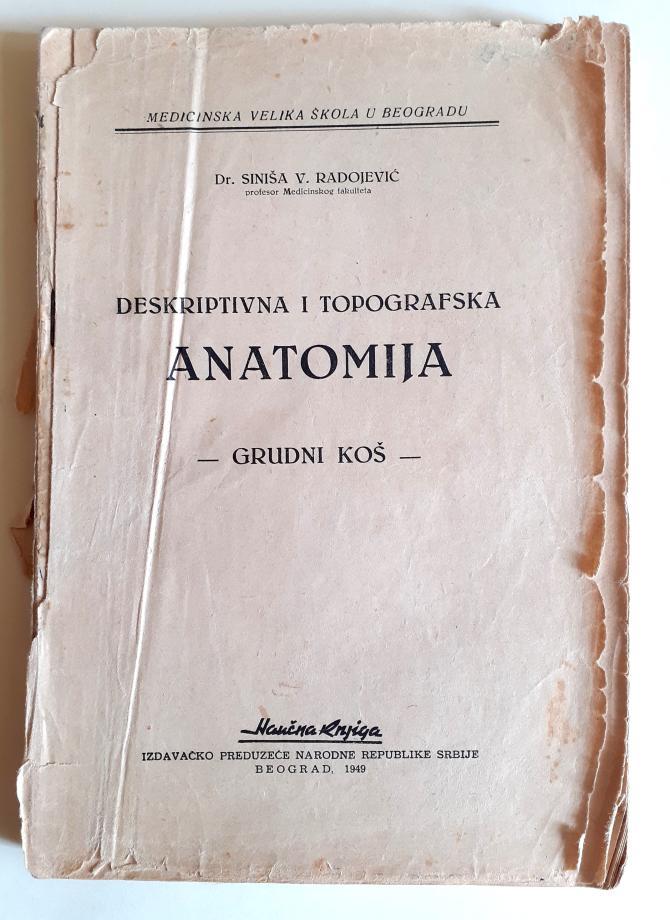 MEDICINSKA VELIKA ŠKOLA U BEOGRADU
Dr. SINIŠA V. RADOJEVIĆ
profesor Medicinskog fakulteta
DESKRIPTIVNA I TOPOGRAFSKA
ANATOMIJA
— GRUDNI KOŠ —
Naučna Knjiga
IZDAVAČKO PREDUZEĆE NARODNE REPUBLIKE SRBIJE
BEOGRAD, 1949